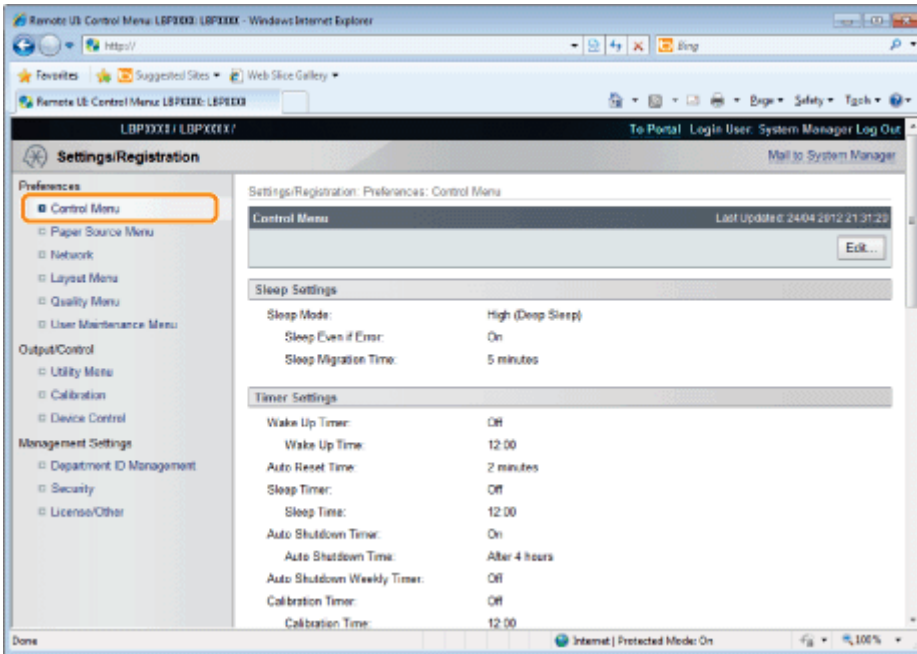 Remote UI: Control Menu: LBPXXXX: LBPXXXX - Windows Internet Explorer
http://
Bing
Favorites Suggested Sites Web Slice Gallery
Remote UI: Control Menu: LBPXXXX: LBPXXXX
Page Safety Tools
LBPXXXX / LBPXXXX /
To Portal Login User: System Manager Log Out
Settings/Registration
Mail to System Manager
Preferences
Control Menu
Paper Source Menu
Network
Layout Menu
Quality Menu
User Maintenance Menu
Output/Control
Utility Menu
Calibration
Device Control
Management Settings
Department ID Management
Security
License/Other
Settings/Registration: Preferences: Control Menu
Control Menu Last Updated: 24/04 2012 21:31:29
Edit...
Sleep Settings
Sleep Mode: High (Deep Sleep)
Sleep Even if Error: On
Sleep Migration Time: 5 minutes
Timer Settings
Wake Up Timer: Off
Wake Up Time: 12:00
Auto Reset Time: 2 minutes
Sleep Timer: Off
Sleep Time: 12:00
Auto Shutdown Timer: On
Auto Shutdown Time: After 4 hours
Auto Shutdown Weekly Timer: Off
Calibration Timer: Off
Calibration Time: 12:00
Done
Internet | Protected Mode: On
100%